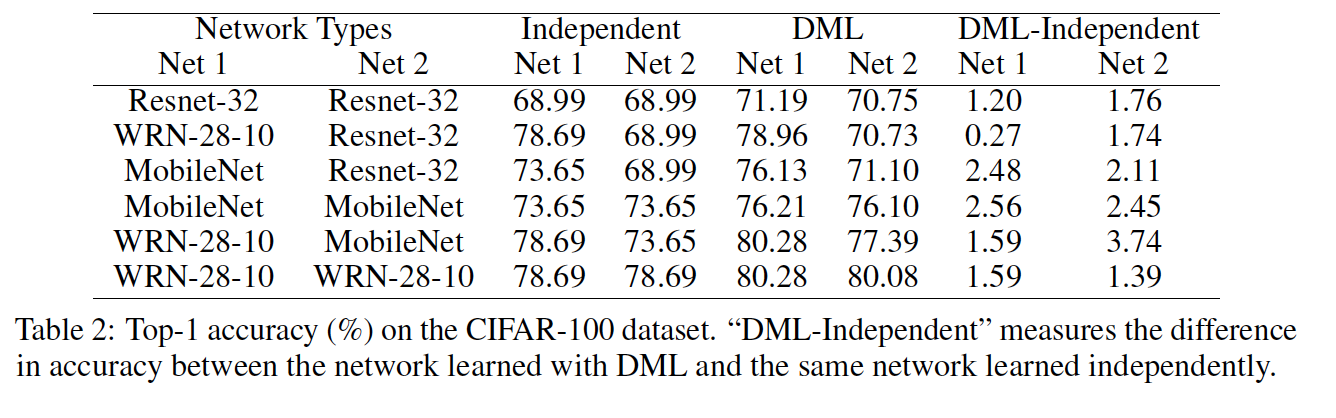 Network Types Independent DML DML-Independent
Net 1 Net 2 Net 1 Net 2 Net 1 Net 2 Net 1 Net 2
Resnet-32 Resnet-32 68.99 68.99 71.19 70.75 1.20 1.76
WRN-28-10 Resnet-32 78.69 68.99 78.96 70.73 0.27 1.74
MobileNet Resnet-32 73.65 68.99 76.13 71.10 2.48 2.11
MobileNet MobileNet 73.65 73.65 76.21 76.10 2.56 2.45
WRN-28-10 MobileNet 78.69 73.65 80.28 77.39 1.59 3.74
WRN-28-10 WRN-28-10 78.69 78.69 80.28 80.08 1.59 1.39
Table 2: Top-1 accuracy (%) on the CIFAR-100 dataset. “DML-Independent” measures the difference
in accuracy between the network learned with DML and the same network learned independently.